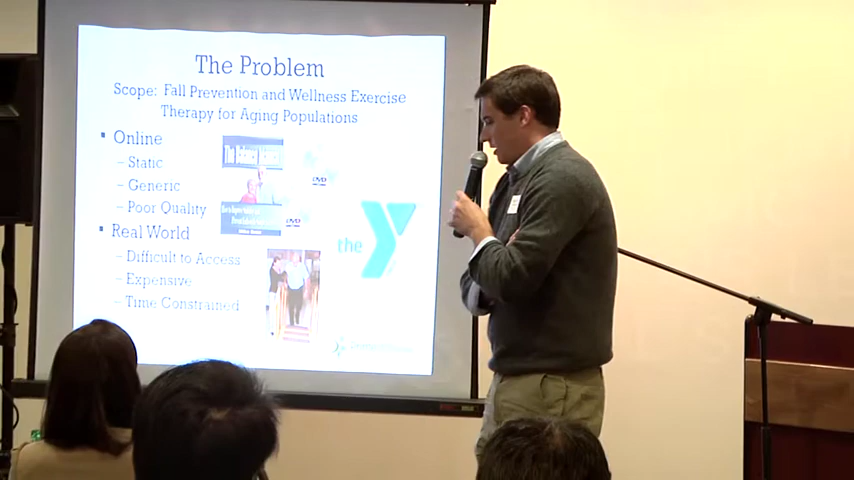 The Problem
Scope: Fall Prevention and Wellness Exercise
Therapy for Aging Populations
▪ Online
– Static
– Generic
– Poor Quality
▪ Real World
– Difficult to Access
– Expensive
– Time Constrained
DVD
DVD
the Y